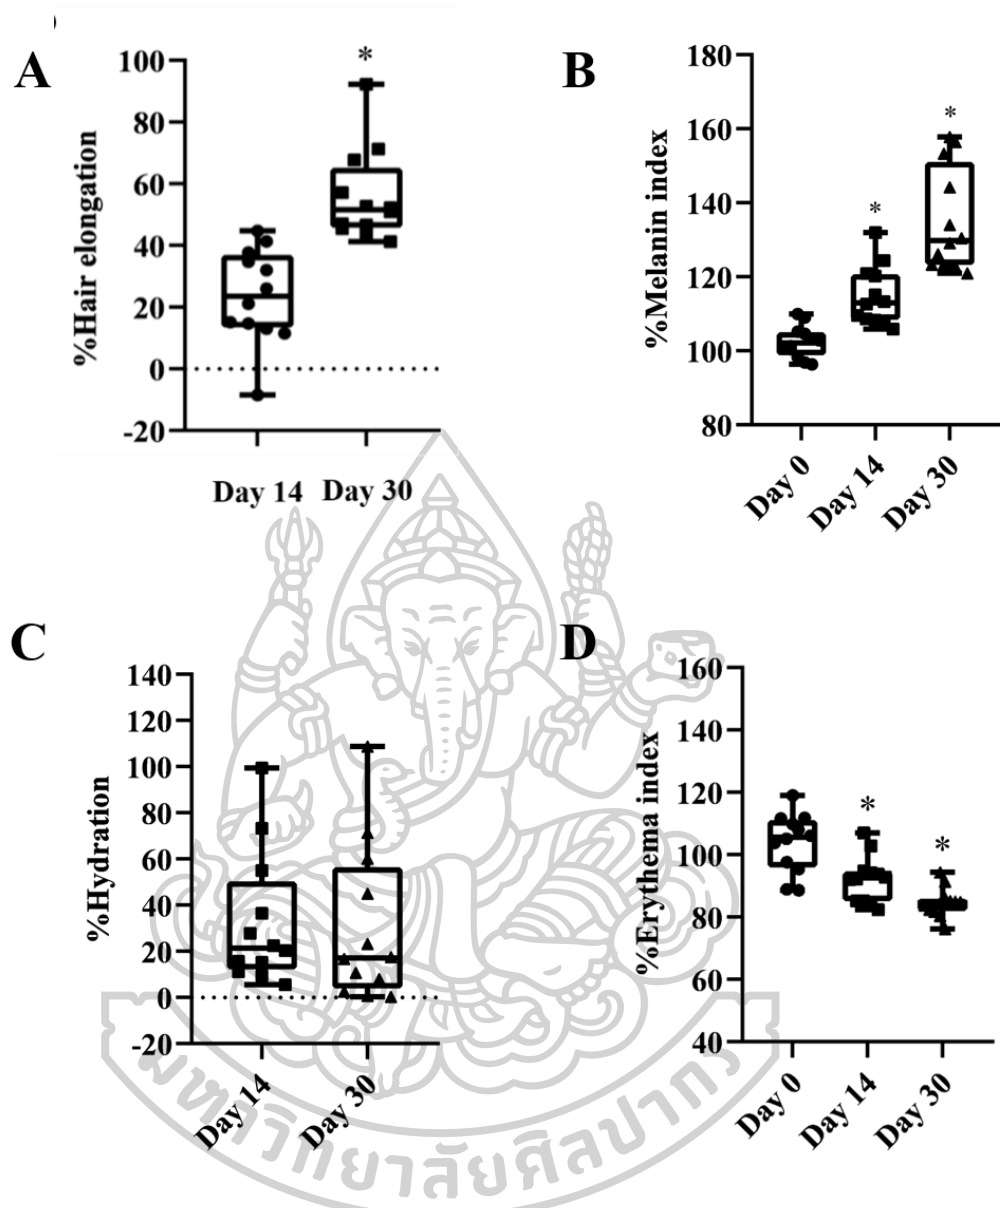 A
B
*
%Hair elongation
100
80
60
40
20
0
-20
Day 14 Day 30
%Melanin index
180
160
140
120
100
80
*
*
Day 0
Day 14
Day 30
C
D
%Hydration
140
120
100
80
60
40
20
0
-20
Day 14
Day 30
%Erythema index
160
140
120
100
80
60
40
*
*
Day 0
Day 14
Day 30
มหาวิทยาลัยศิลปากร